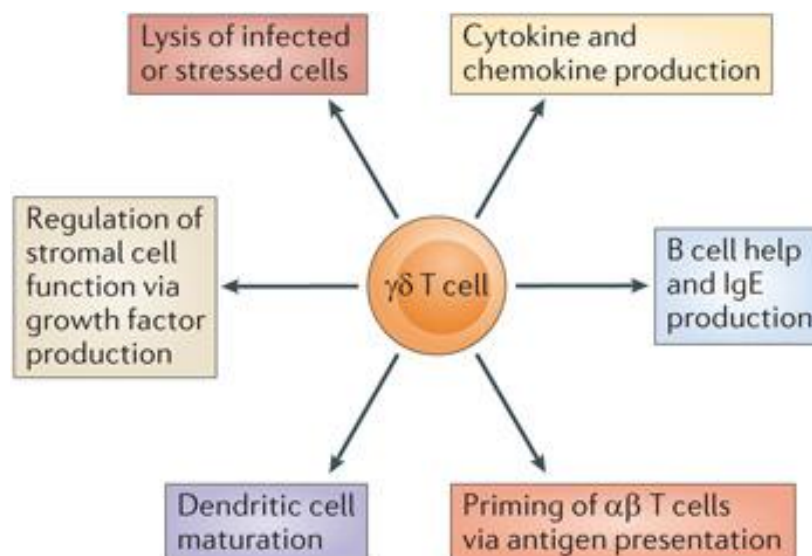 Lysis of infected
or stressed cells
Cytokine and
chemokine production
Regulation of
stromal cell
function via
growth factor
production
γδ T cell
B cell help
and IgE
production
Dendritic cell
maturation
Priming of αβ T cells
via antigen presentation